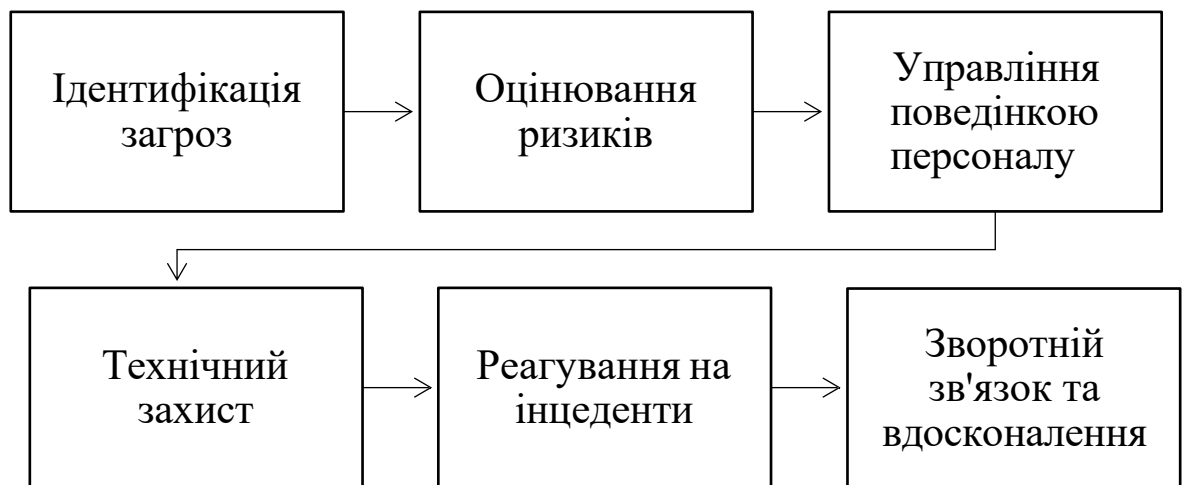 Ідентифікація
загроз
Оцінювання
ризиків
Управління
поведінкою
персоналу
Технічний
захист
Реагування на
інцеденти
Зворотній
зв'язок та
вдосконалення